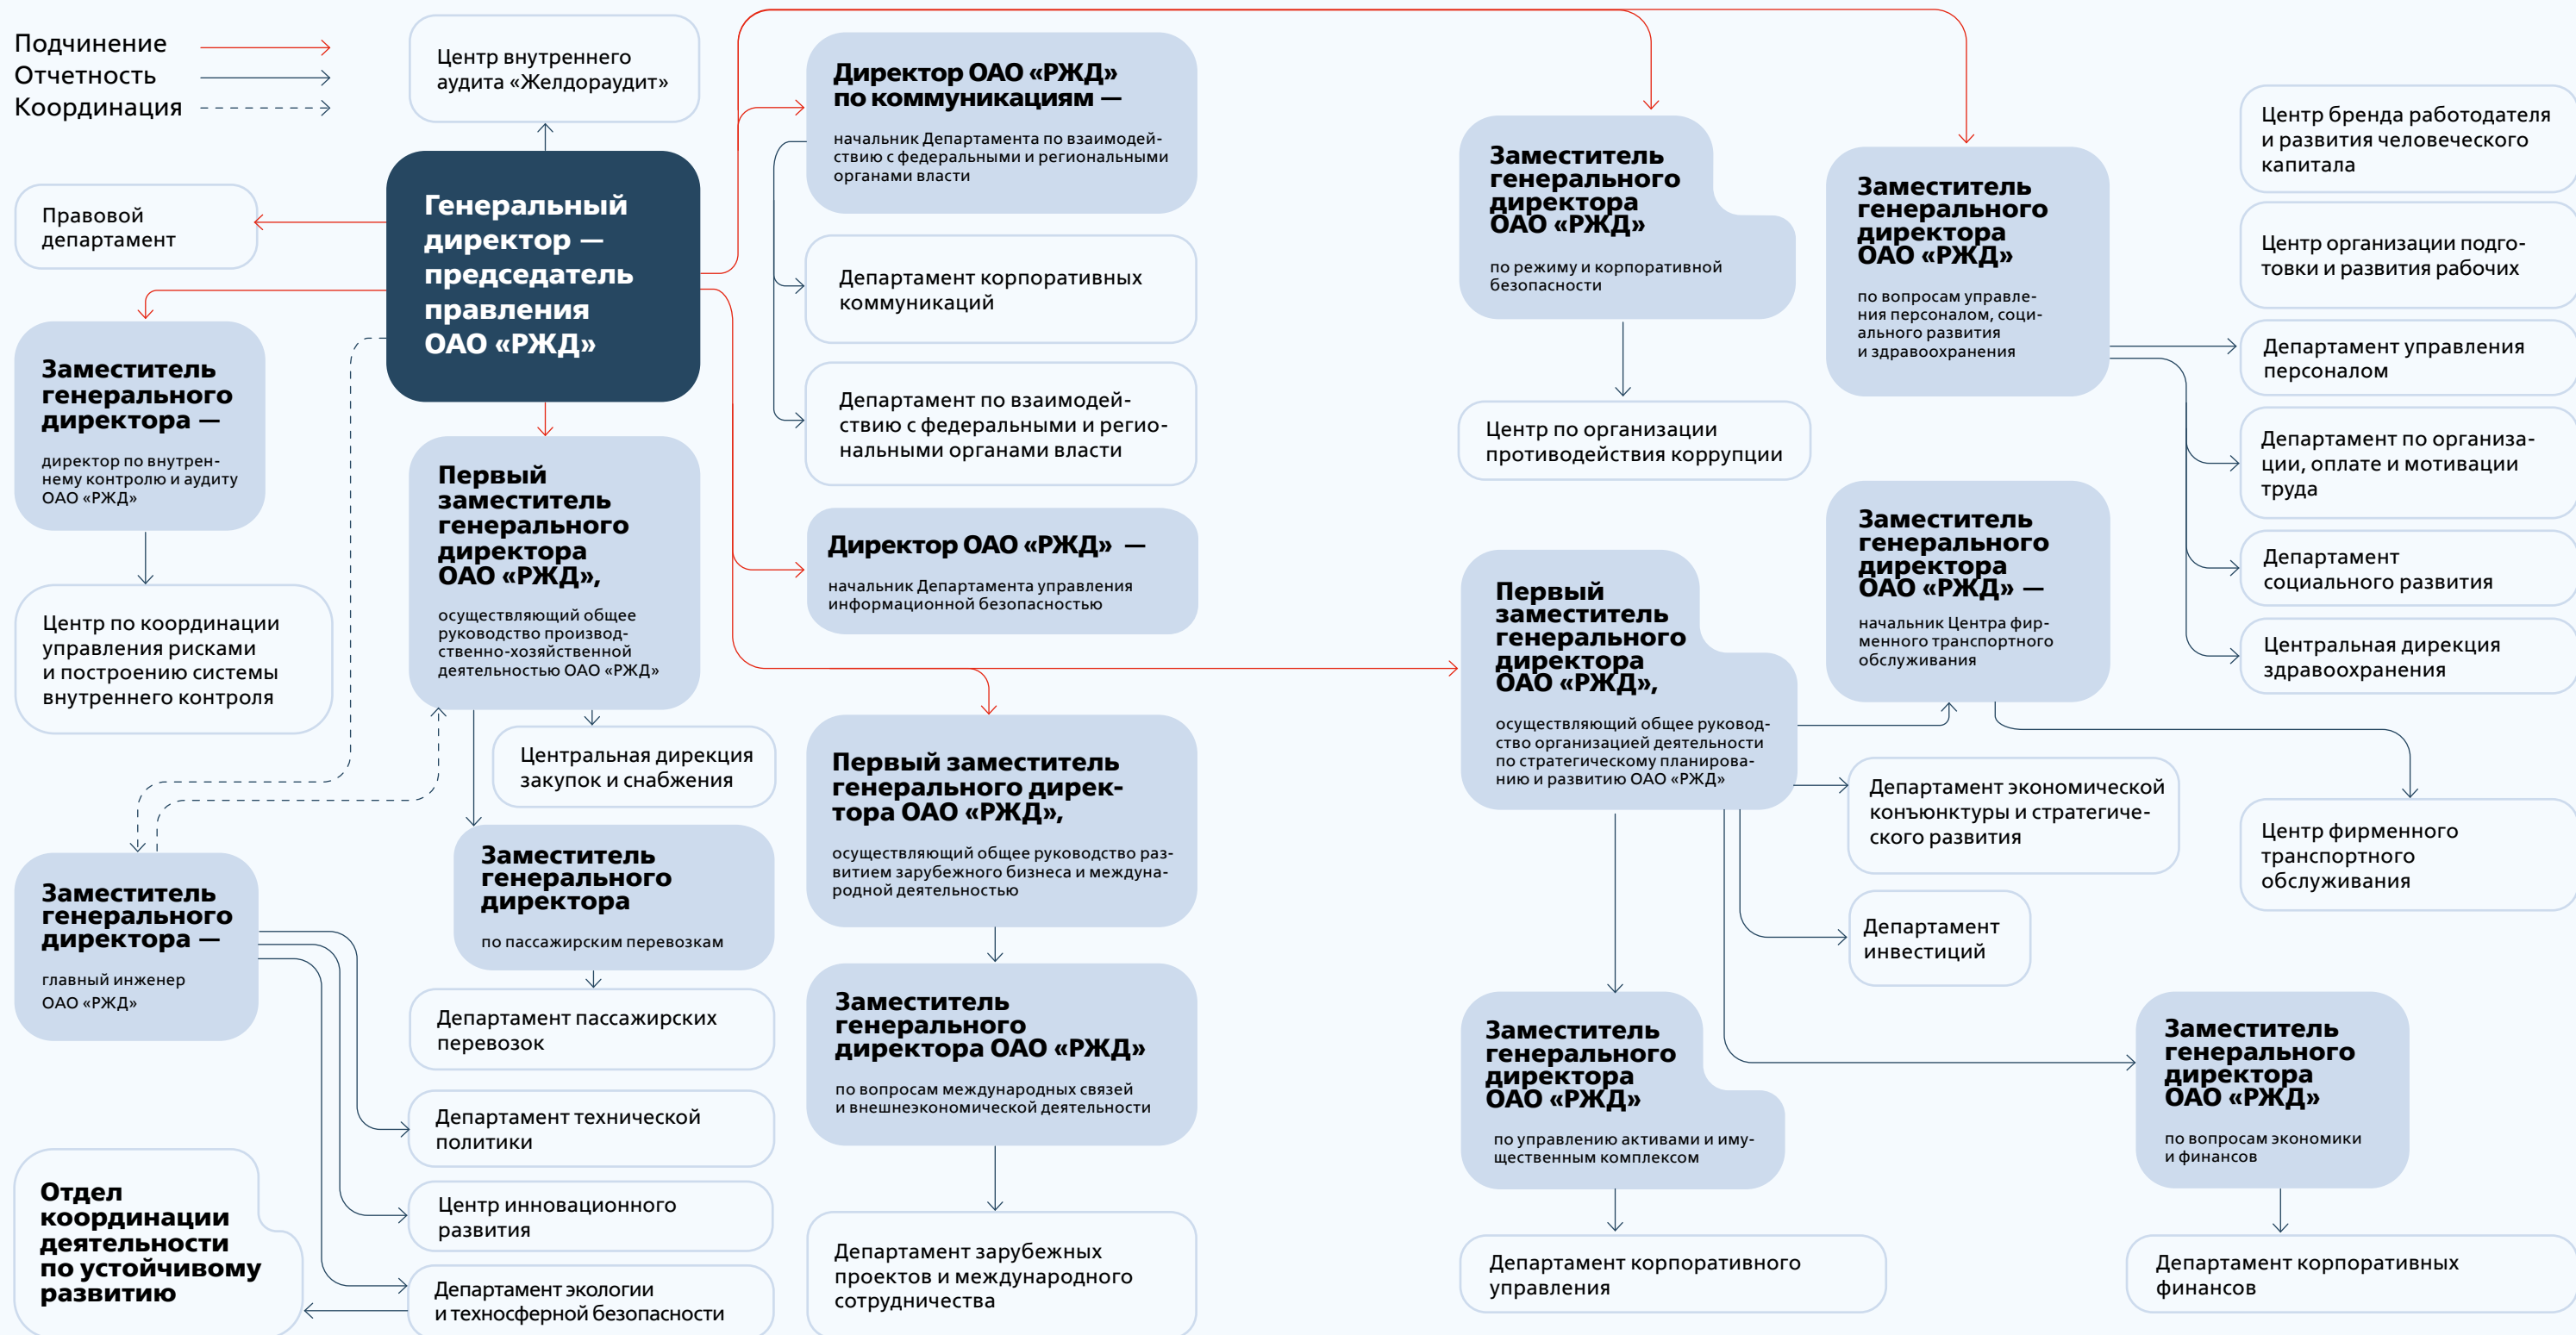 Подчинение
Отчетность
Координация
Центр внутреннего
аудита «Желдораудит»
Правовой
департамент
Генеральный
директор —
председатель
правления
ОАО «РЖД»
Заместитель
генерального
директора —
директор по внутрен-
нему контролю и аудиту
ОАО «РЖД»
Центр по координации
управления рисками
и построению системы
внутреннего контроля
Первый
заместитель
генерального
директора
ОАО «РЖД»,
осуществляющий общее
руководство производ-
ственно-хозяйственной
деятельностью ОАО «РЖД»
Центральная дирекция
закупок и снабжения
Заместитель
генерального
директора
по пассажирским перевозкам
Департамент пассажирских
перевозок
Заместитель
генерального
директора —
главный инженер
ОАО «РЖД»
Департамент технической
политики
Центр инновационного
развития
Департамент экологии
и техносферной безопасности
Отдел
координации
деятельности
по устойчивому
развитию
Директор ОАО «РЖД»
по коммуникациям —
начальник Департамента по взаимодей-
ствию с федеральными и региональными
органами власти
Департамент корпоративных
коммуникаций
Департамент по взаимодей-
ствию с федеральными и регио-
нальными органами власти
Директор ОАО «РЖД» —
начальник Департамента управления
информационной безопасностью
Первый заместитель
генерального дирек-
тора ОАО «РЖД»,
осуществляющий общее руководство раз-
витием зарубежного бизнеса и междуна-
родной деятельностью
Заместитель
генерального
директора ОАО «РЖД»
по вопросам международных связей
и внешнеэкономической деятельности
Департамент зарубежных
проектов и международного
сотрудничества
Заместитель
генерального
директора
ОАО «РЖД»
по режиму и корпоративной
безопасности
Центр по организации
противодействия коррупции
Первый
заместитель
генерального
директора
ОАО «РЖД»,
осуществляющий общее руковод-
ство организацией деятельности
по стратегическому планирова-
нию и развитию ОАО «РЖД»
Заместитель
генерального
директора
ОАО «РЖД»
по управлению активами и иму-
щественным комплексом
Департамент корпоративного
управления
Заместитель
генерального
директора
ОАО «РЖД»
по вопросам управле-
ния персоналом, соци-
ального развития
и здравоохранения
Заместитель
генерального
директора
ОАО «РЖД» —
начальник Центра фир-
менного транспортного
обслуживания
Департамент экономической
конъюнктуры и стратегиче-
ского развития
Департамент
инвестиций
Центр бренда работодателя
и развития человеческого
капитала
Центр организации подго-
товки и развития рабочих
Департамент управления
персоналом
Департамент по организа-
ции, оплате и мотивации
труда
Департамент
социального развития
Центральная дирекция
здравоохранения
Центр фирменного
транспортного
обслуживания
Заместитель
генерального
директора
ОАО «РЖД»
по вопросам экономики
и финансов
Департамент корпоративных
финансов